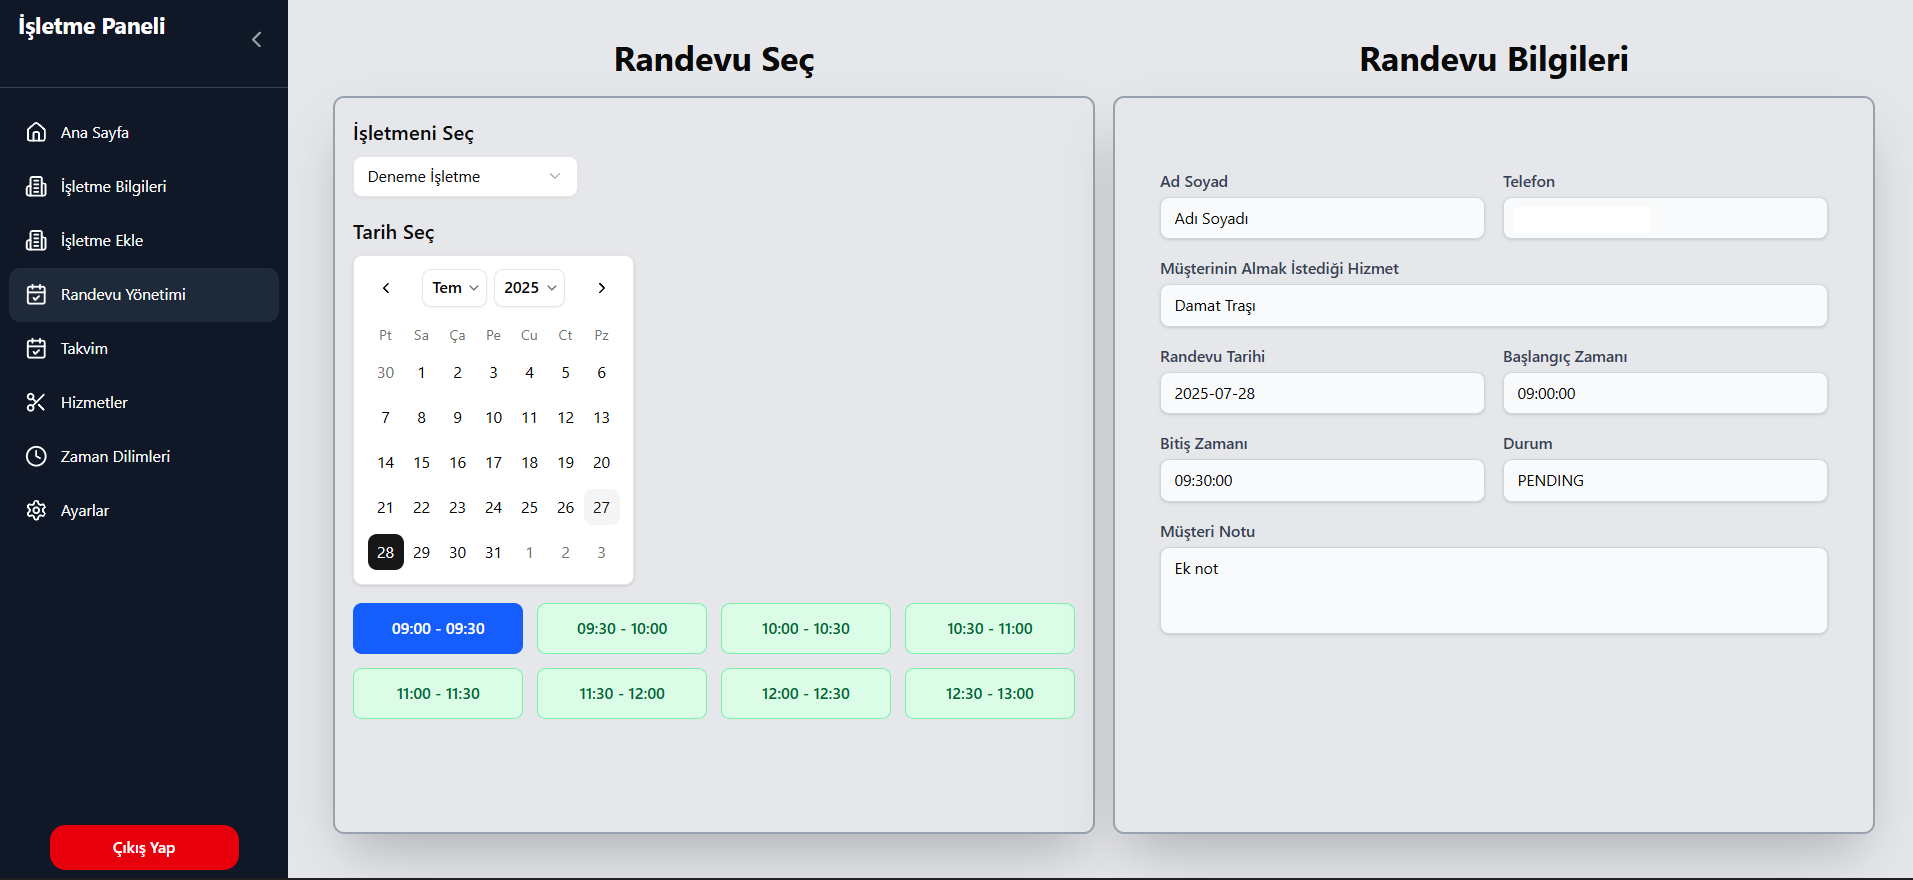 İşletme Paneli
Ana Sayfa
İşletme Bilgileri
İşletme Ekle
Randevu Yönetimi
Takvim
Hizmetler
Zaman Dilimleri
Ayarlar
Çıkış Yap
Randevu Seç
İşletmeni Seç
Deneme İşletme
Tarih Seç
Tem 2025
Pt Sa Ça Pe Cu Ct Pz
30 1 2 3 4 5 6
7 8 9 10 11 12 13
14 15 16 17 18 19 20
21 22 23 24 25 26 27
28 29 30 31 1 2 3
09:00 - 09:30 09:30 - 10:00 10:00 - 10:30 10:30 - 11:00
11:00 - 11:30 11:30 - 12:00 12:00 - 12:30 12:30 - 13:00
Randevu Bilgileri
Ad Soyad Telefon
Adı Soyadı
Müşterinin Almak İstediği Hizmet
Damat Traşı
Randevu Tarihi Başlangıç Zamanı
2025-07-28 09:00:00
Bitiş Zamanı Durum
09:30:00 PENDING
Müşteri Notu
Ek not